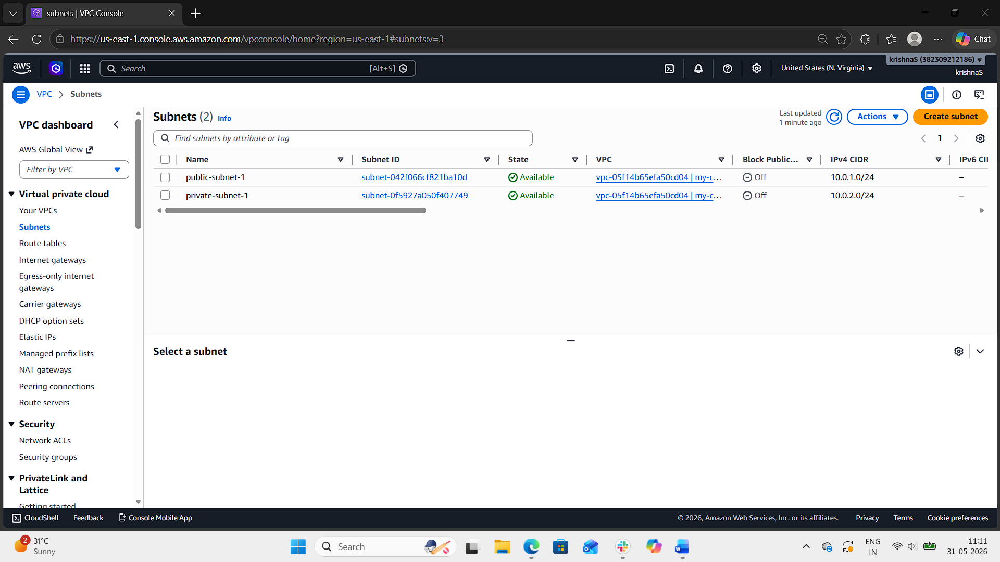 subnets | VPC Console
https://us-east-1.console.aws.amazon.com/vpcconsole/home?region=us-east-1#subnets:v=3
Chat
aws
Search [Alt+S]
United States (N. Virginia)
krishnaS (382309212186)
krishnaS
VPC
Subnets
VPC dashboard
AWS Global View
Filter by VPC
Virtual private cloud
Your VPCs
Subnets
Route tables
Internet gateways
Egress-only internet
gateways
Carrier gateways
DHCP option sets
Elastic IPs
Managed prefix lists
NAT gateways
Peering connections
Route servers
Security
Network ACLs
Security groups
PrivateLink and
Lattice
Getting started
Subnets (2) Info
Last updated
1 minute ago
Actions
Create subnet
Find subnets by attribute or tag
1
Name Subnet ID State VPC Block Public... IPv4 CIDR IPv6 CII
public-subnet-1 subnet-042f066cf821ba10d Available vpc-05f14b65efa50cd04 | my-c... Off 10.0.1.0/24 –
private-subnet-1 subnet-0f5927a050f407749 Available vpc-05f14b65efa50cd04 | my-c... Off 10.0.2.0/24 –
Select a subnet
CloudShell Feedback Console Mobile App
© 2026, Amazon Web Services, Inc. or its affiliates. Privacy Terms Cookie preferences
2
31°C
Sunny
Search
ENG
IN
11:11
31-05-2026